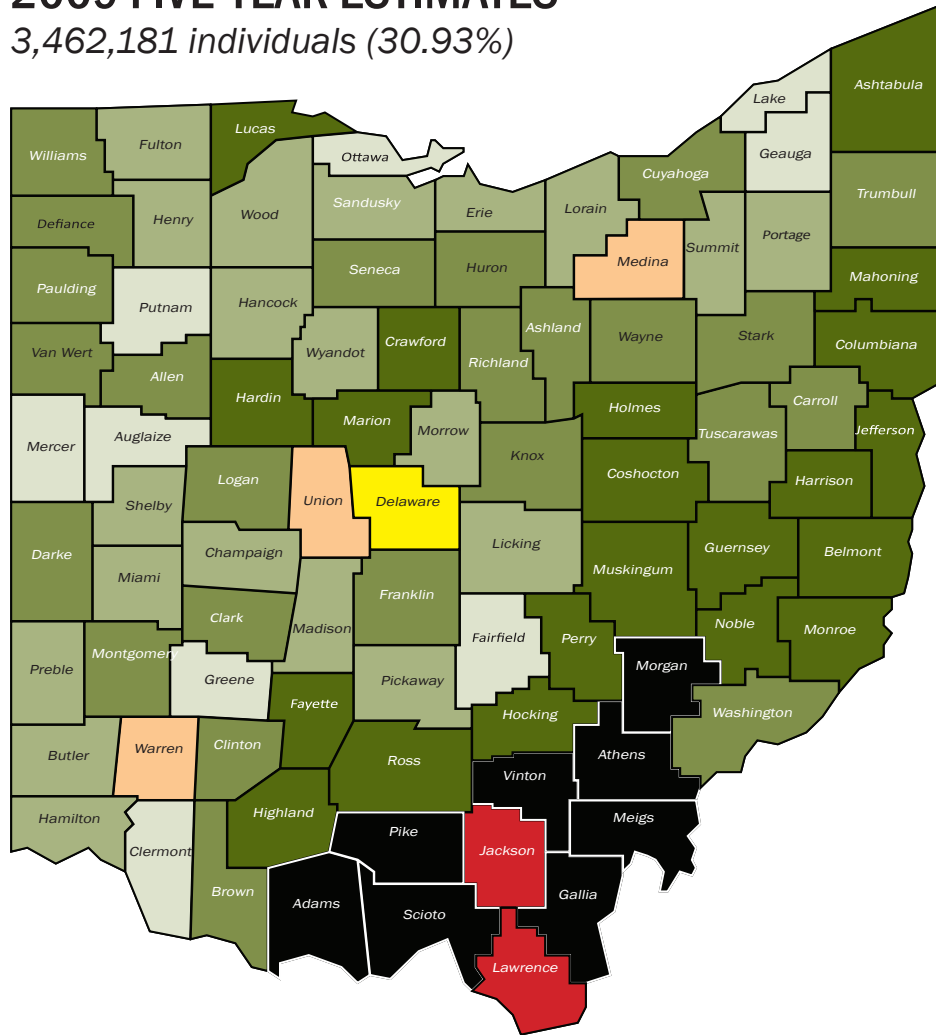 2009 FIVE YEAR ESTIMATES
3,462,181 individuals (30.93%)
Ashtabula
Lake
Lucas
Geauga
Fulton
Williams
Ottawa
Cuyahoga
Trumbull
Sandusky
Lorain
Erie
Wood
Henry
Defiance
Portage
Summit
Medina
Huron
Seneca
Mahoning
Paulding
Hancock
Putnam
Ashland
Wayne
Stark
Columbiana
Crawford
Wyandot
Van Wert
Richland
Allen
Hardin
Carroll
Holmes
Marion
Morrow
Tuscarawas
Jefferson
Auglaize
Mercer
Knox
Coshocton
Harrison
Logan
Union
Delaware
Shelby
Licking
Guernsey
Belmont
Champaign
Darke
Muskingum
Miami
Franklin
Clark
Madison
Noble
Monroe
Perry
Fairfield
Montgomery
Morgan
Preble
Greene
Pickaway
Fayette
Hocking
Washington
Clinton
Warren
Butler
Athens
Ross
Vinton
Highland
Hamilton
Meigs
Pike
Clermont
Jackson
Brown
Gallia
Adams
Scioto
Lawrence